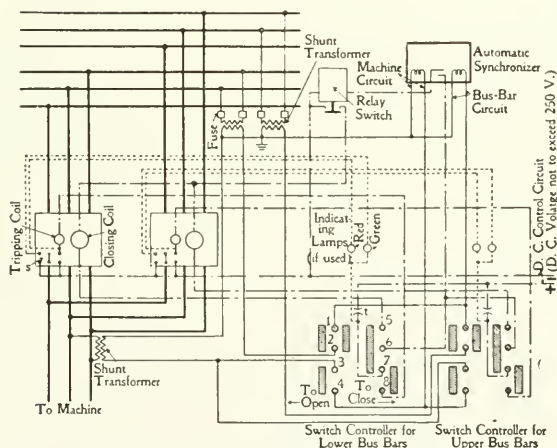 Shunt
Transformer
Automatic
Synchronizer
Machine
Circuit
Relay
Switch
Bus-Bar
Circuit
Fuse
Tripping Coil
Closing Coil
s
Indicat
ing
Lamps
(if used)
Red
Green
D. C. Control Circuit
(D. C. Voltage not to exceed 250 V.)
+
t
1
2
3
4
5
6
7
8
Shunt
Transformer
To Machine
To
Open
To
Close
Switch Controller for
Lower Bus Bars
Switch Controller for
Upper Bus Bars